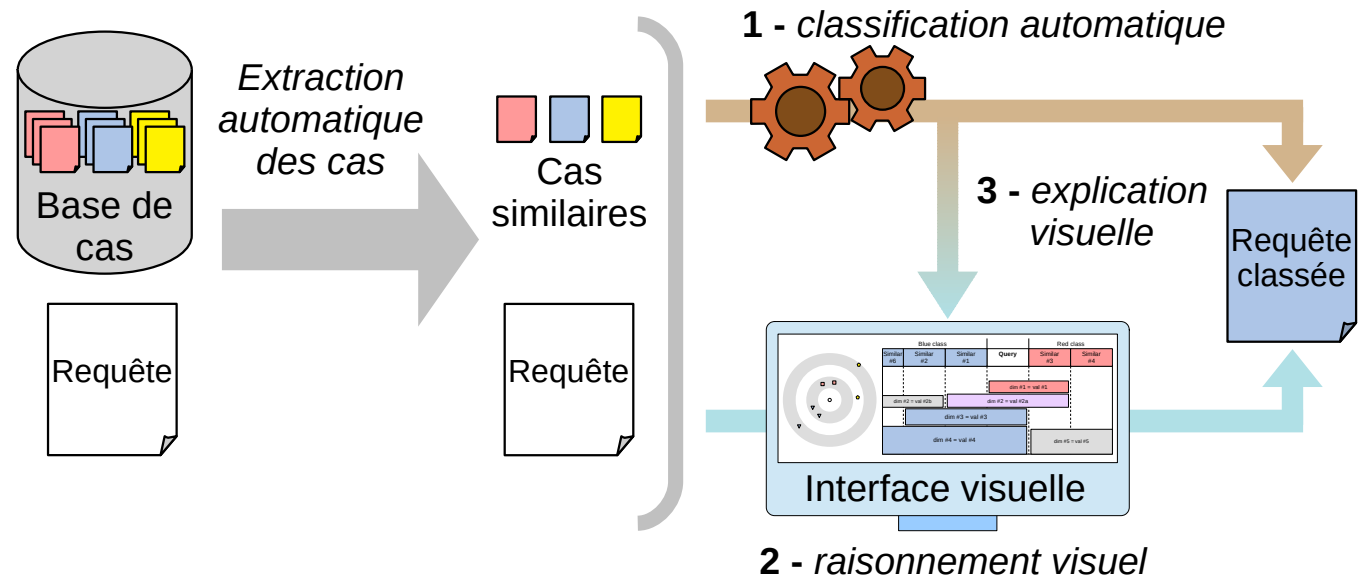 1 - classification automatique
Extraction
automatique
des cas
Base de
cas
Cas
similaires
3 - explication
visuelle
Requête
classée
Requête
Requête
Blue class
Red class
Similar
#6
Similar
#2
Similar
#1
Query
Similar
#3
Similar
#4
dim #1 = val #1
dim #2 = val #2b
dim #2 = val #2a
dim #3 = val #3
dim #4 = val #4
dim #5 = val #5
Interface visuelle
2 - raisonnement visuel